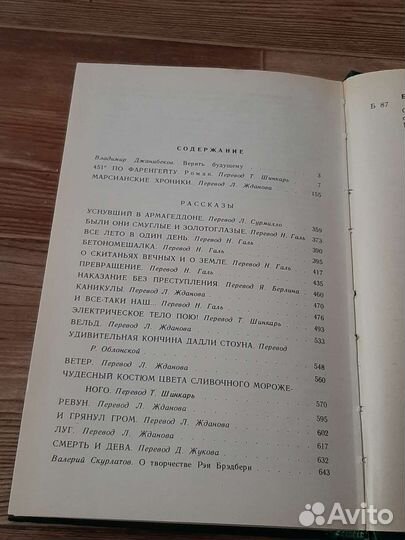 СОДЕРЖАНИЕ
Владимир Джанибеков. Верить будущему . . . 3
451° ПО ФАРЕНГЕЙТУ. Роман. Перевод Т. Шинкарь 7
МАРСИАНСКИЕ ХРОНИКИ. Перевод Л. Жданова . . 155
РАССКАЗЫ
УСНУВШИЙ В АРМАГЕДДОНЕ. Перевод Л. Сумилло 359
БЫЛИ ОНИ СМУГЛЫЕ И ЗОЛОТОГЛАЗЫЕ. Перевод Н. Галь 373
ВСЕ ЛЕТО В ОДИН ДЕНЬ. Перевод Н. Галь . . 390
БЕТОНОМЕШАЛКА. Перевод Н. Галь . . . 395
О СКИТАНЬЯХ ВЕЧНЫХ И О ЗЕМЛЕ. Перевод Н. Галь 417
ПРЕВРАЩЕНИЕ. Перевод Н. Галь . . . 435
НАКАЗАНИЕ БЕЗ ПРЕСТУПЛЕНИЯ. Перевод Я. Берлина 460
КАНИКУЛЫ. Перевод Л. Жданова . . . 470
И ВСЕ-ТАКИ НАШ... Перевод Н. Галь . . . 476
ЭЛЕКТРИЧЕСКОЕ ТЕЛО ПОЮ! Перевод Т. Шинкарь 493
ВЕЛЬД. Перевод Л. Жданова . . . 533
УДИВИТЕЛЬНАЯ КОНЧИНА ДАДЛИ СТОУНА. Перевод
Р. Облонской . . . 548
ВЕТЕР. Перевод Л. Жданова . . . 560
ЧУДЕСНЫЙ КОСТЮМ ЦВЕТА СЛИВОЧНОГО МОРОЖЕ-
НОГО. Перевод Т. Шинкарь . . . 570
РЕВУН. Перевод Л. Жданова . . . 595
И ГРЯНУЛ ГРОМ. Перевод Л. Жданова . . . 602
ЛУГ. Перевод Л. Жданова . . . 617
СМЕРТЬ И ДЕВА. Перевод Д. Жукова . . . 632
Валерий Скурлатов. О творчестве Рэя Брэдбери . . 643
Б 87
Avito